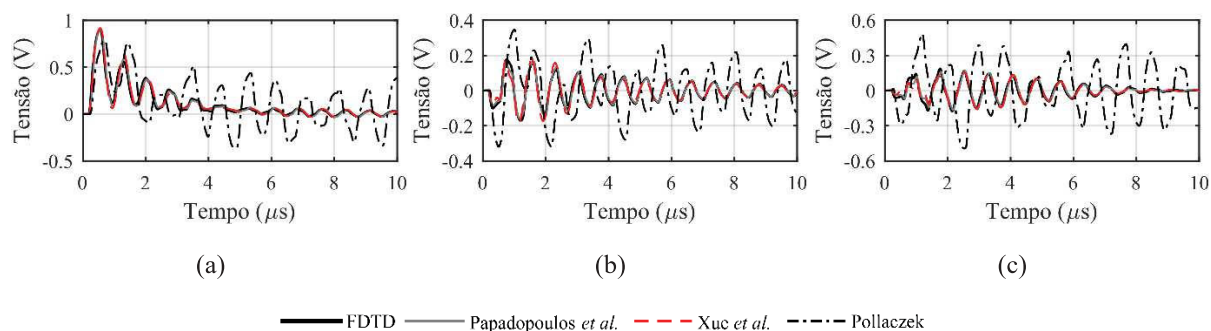 1
0.5
0
-0.5
0 2 4 6 8 10
Tensão (V)
Tempo (μs)
(a)
0.4
0.2
0
-0.2
-0.4
0 2 4 6 8 10
Tensão (V)
Tempo (μs)
(b)
0.6
0.3
0
-0.3
-0.6
0 2 4 6 8 10
Tensão (V)
Tempo (μs)
(c)
FDTD Papadopoulos et al. Xue et al. Pollaczek